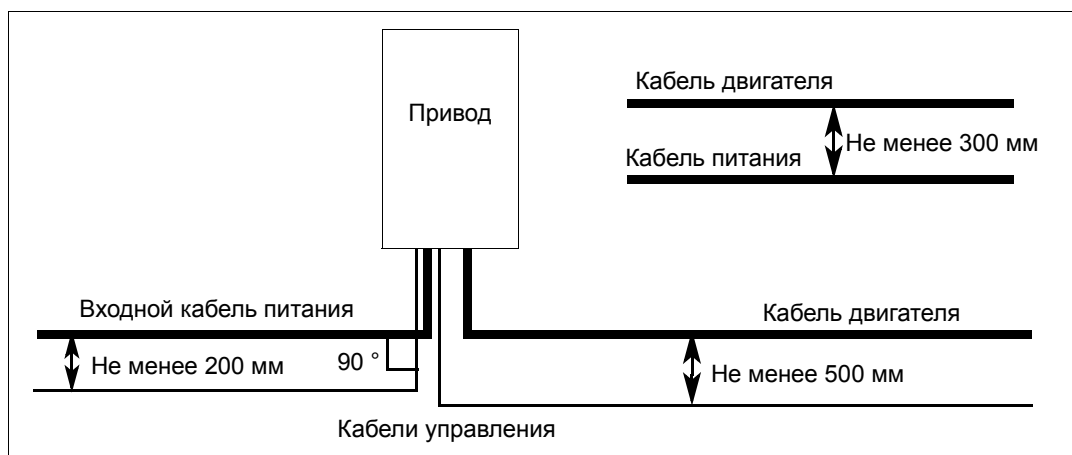 Кабель двигателя
Привод
Не менее 300 мм
Кабель питания
Входной кабель питания
Кабель двигателя
Не менее 200 мм
90 °
Не менее 500 мм
Кабели управления